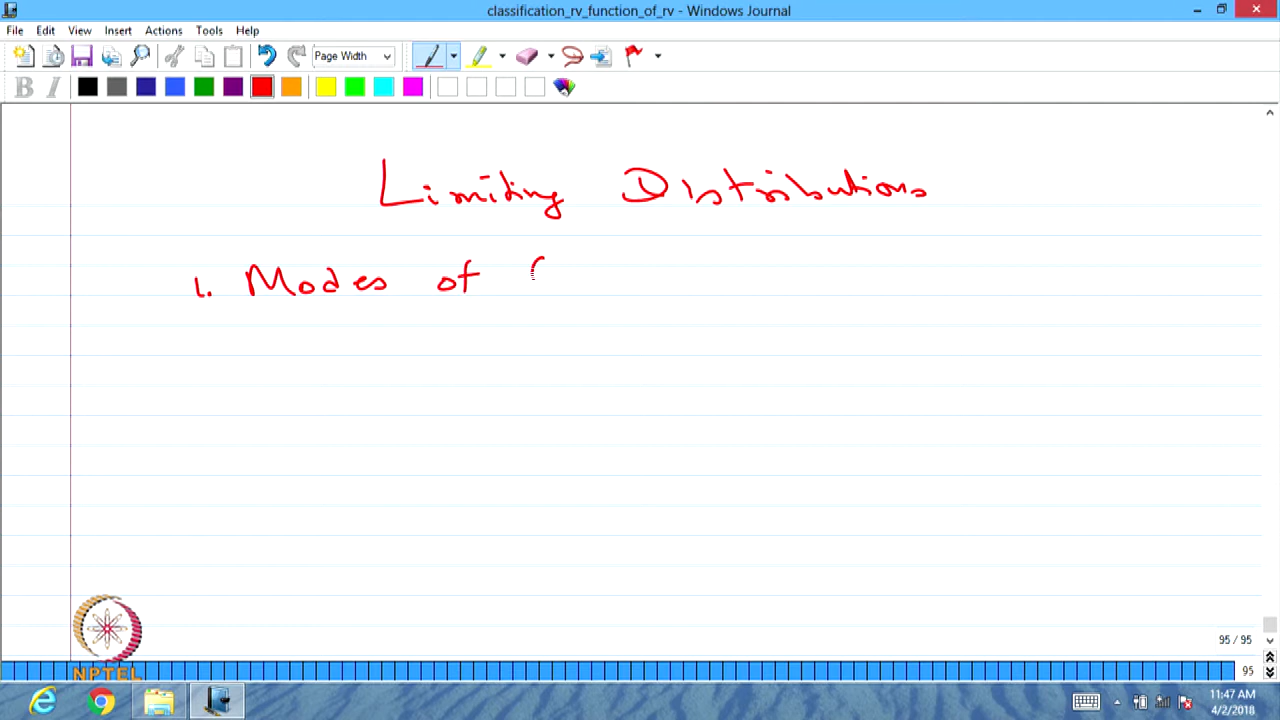 classification_rv_function_of_rv - Windows Journal
File Edit View Insert Actions Tools Help
Page Width
B I
Limiting Distributions
1. Modes of
95 / 95
NPTEL
95
11:47 AM
4/2/2018